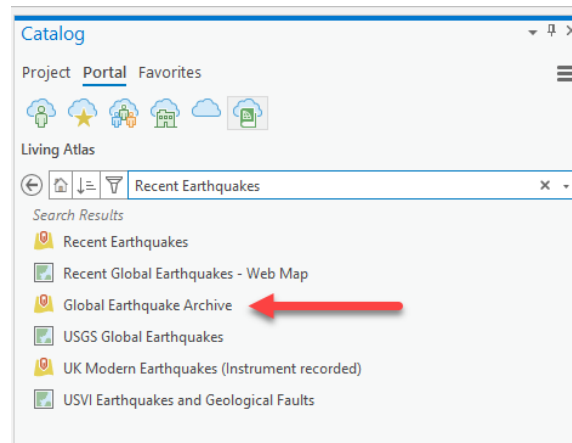 Catalog
Project Portal Favorites
Living Atlas
Recent Earthquakes
Search Results
Recent Earthquakes
Recent Global Earthquakes - Web Map
Global Earthquake Archive
USGS Global Earthquakes
UK Modern Earthquakes (Instrument recorded)
USVI Earthquakes and Geological Faults